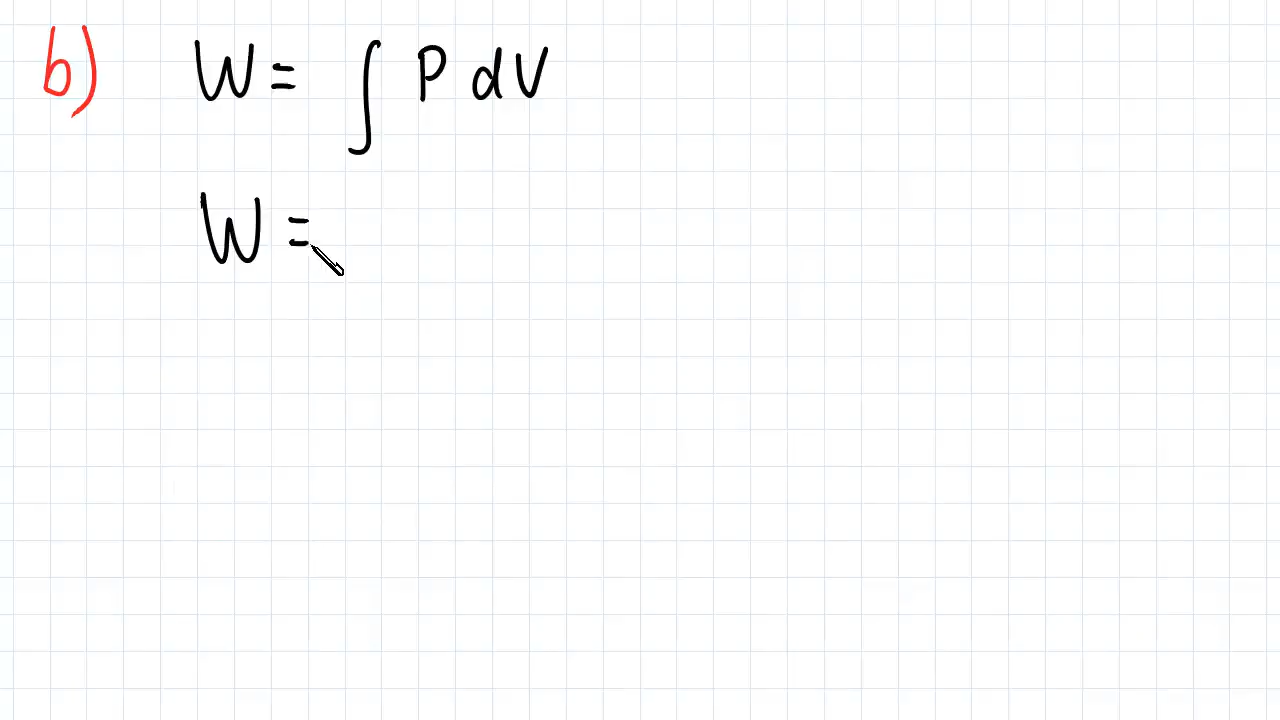 b) W = ∫ P dV
W =